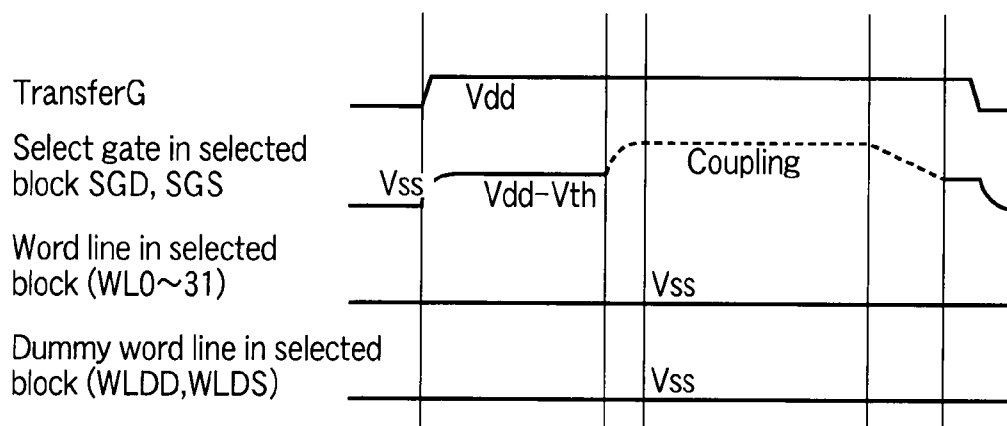 TransferG
Vdd
Select gate in selected
block SGD, SGS
Vss
Vdd-Vth
Coupling
Word line in selected
block (WL0~31)
Vss
Dummy word line in selected
block (WLDD,WLDS)
Vss